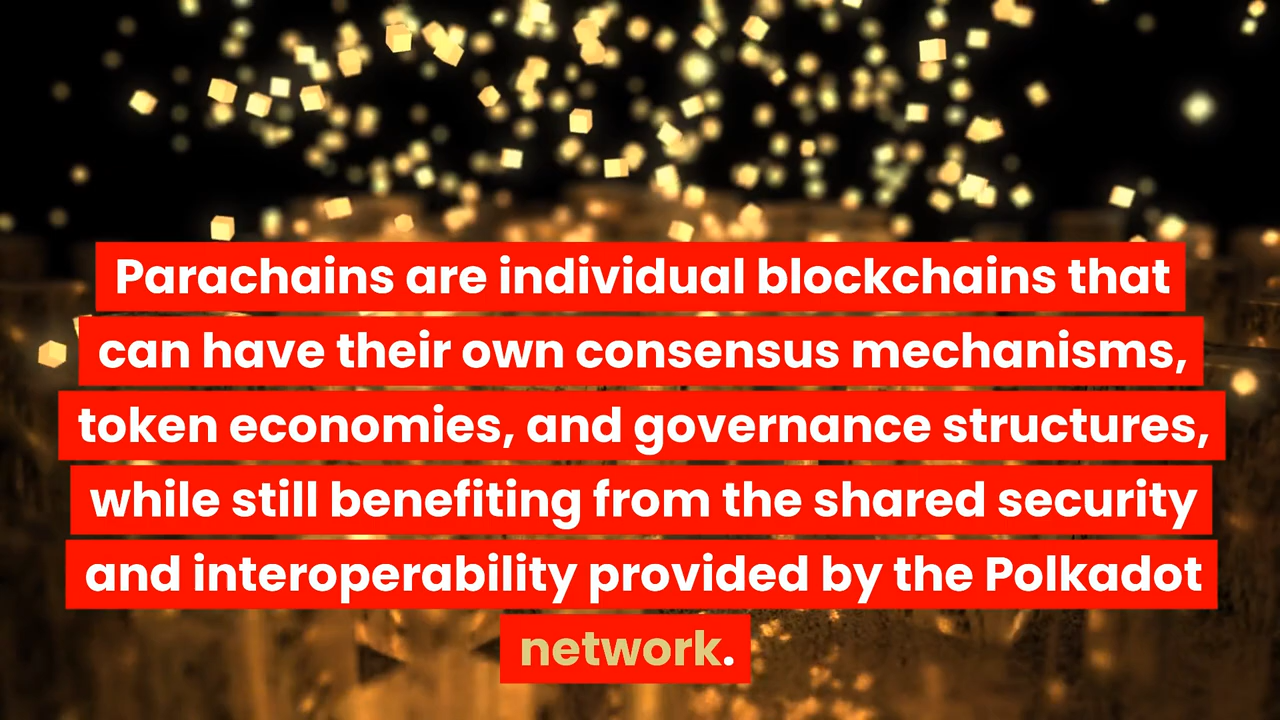 Parachains are individual blockchains that
can have their own consensus mechanisms,
token economies, and governance structures,
while still benefiting from the shared security
and interoperability provided by the Polkadot
network.